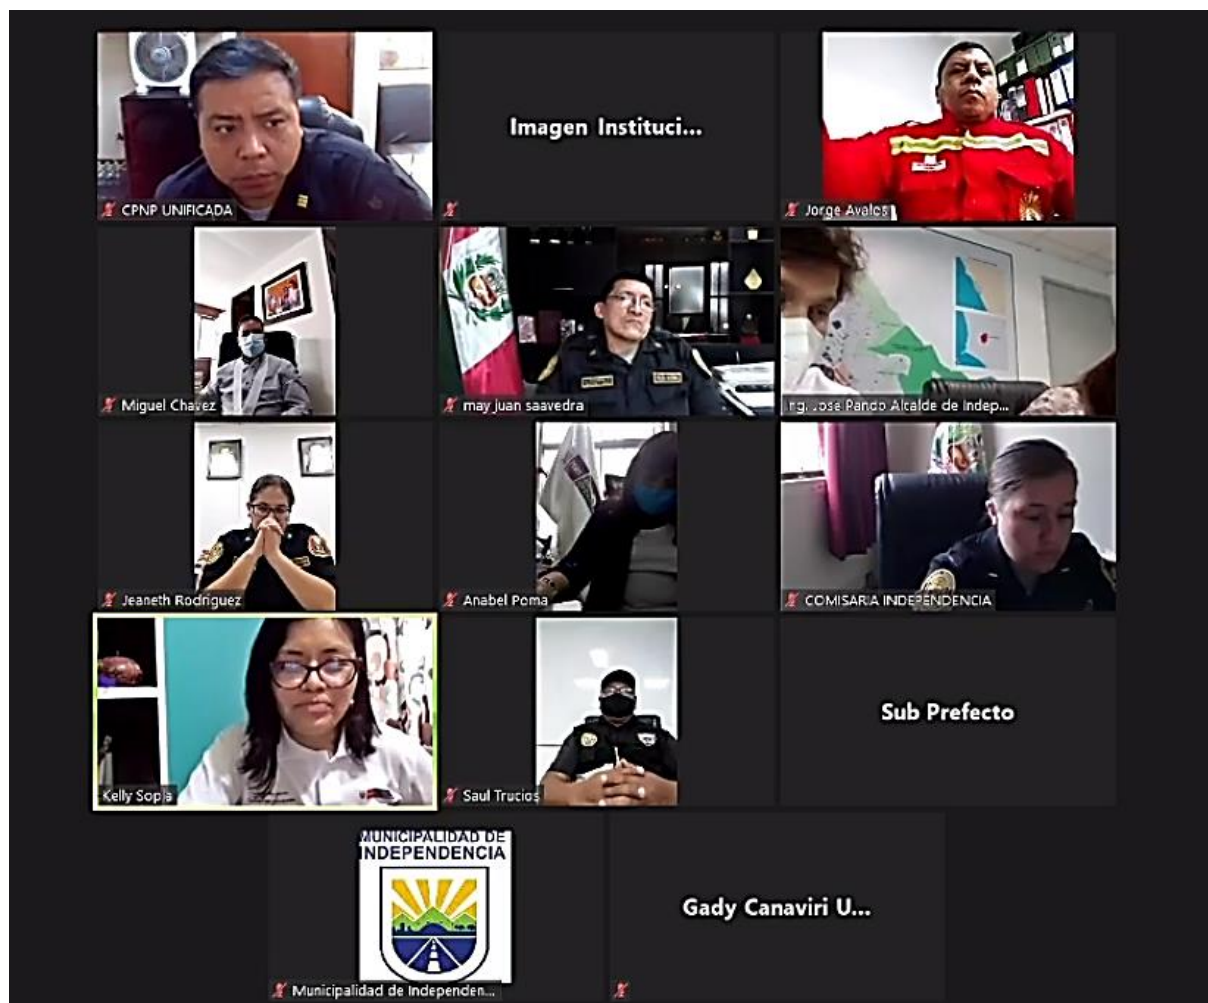 CPNP UNIFICADA
Imagen Instituci...
Jorge Avalos
Miguel Chavez
may juan saavedra
Ing. Jose Pando Alcalde de Indep...
Jeaneth Rodriguez
Anabel Poma
COMISARIA INDEPENDENCIA
Kelly Sopla
Saul Trucios
Sub Prefecto
MUNICIPALIDAD DE
INDEPENDENCIA
Municipalidad de Independen...
Gady Canaviri U...